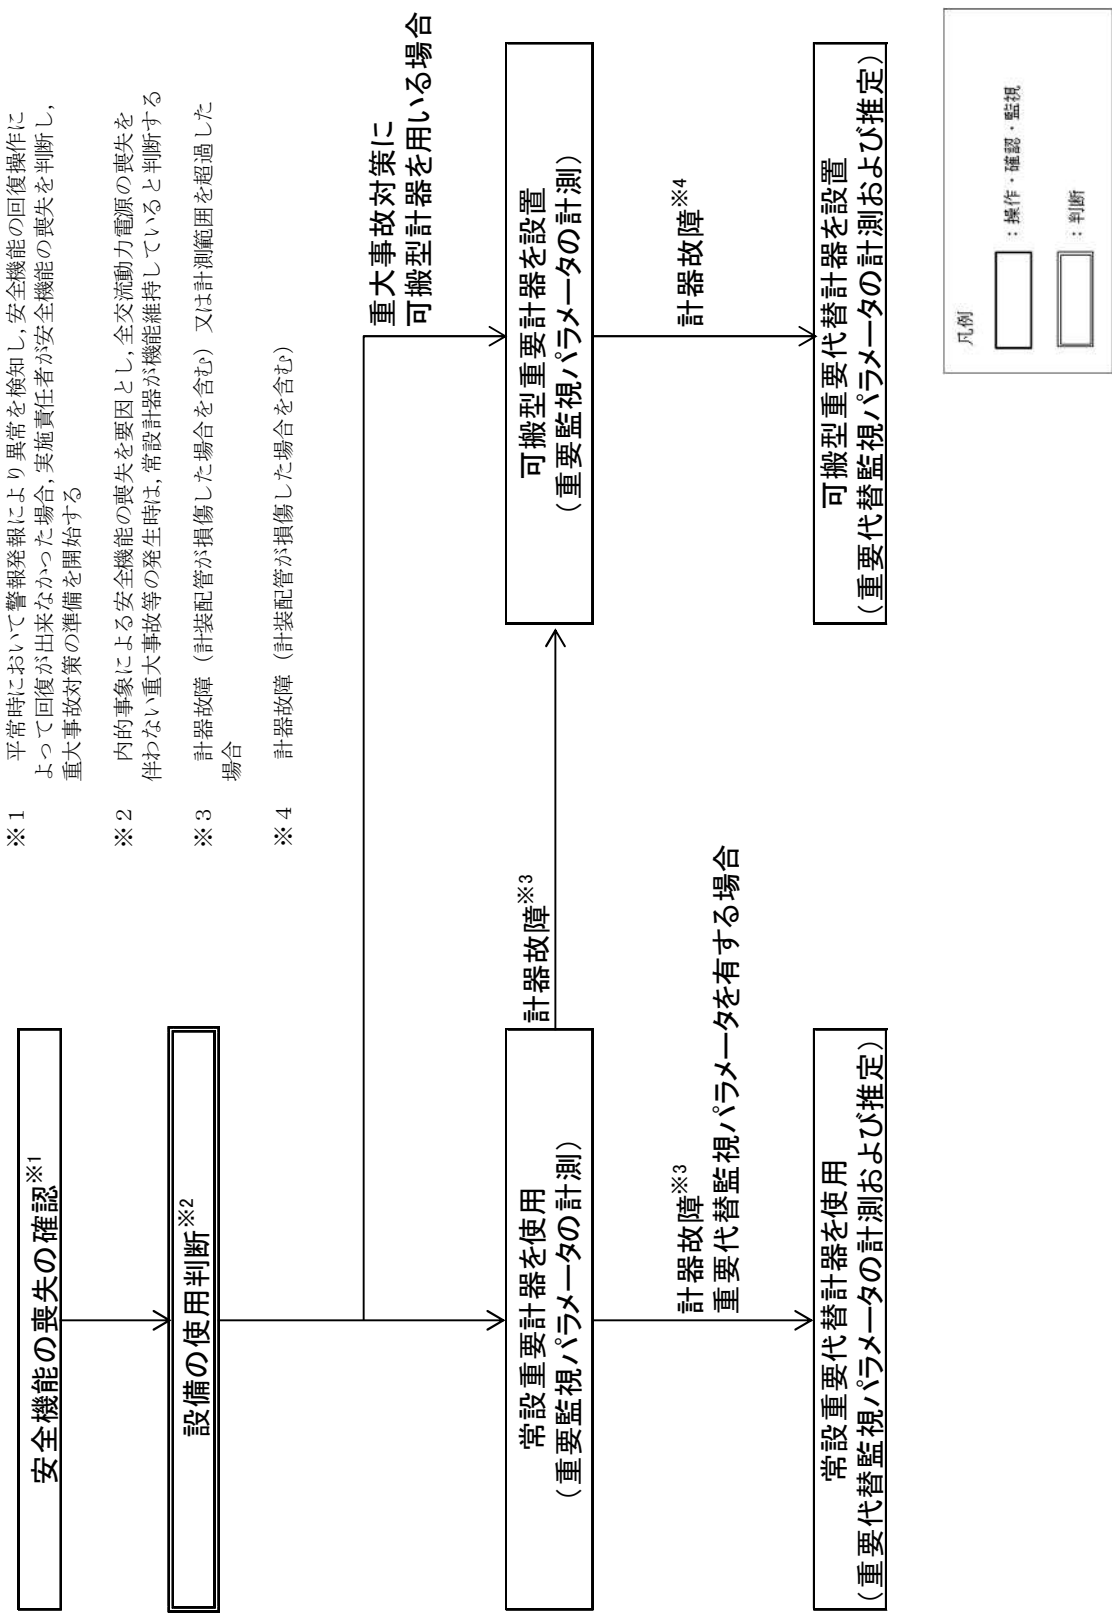 安全機能の喪失の確認※1
設備の使用判断※2
重大事故対策に
可搬型計器を用いる場合
常設重要計器を使用
（重要監視パラメータの計測）
計器故障※3
可搬型重要計器を設置
（重要監視パラメータの計測）
計器故障※3
重要代替監視パラメータを有する場合
計器故障※4
常設重要代替計器を使用
（重要代替監視パラメータの計測および推定）
可搬型重要代替計器を設置
（重要代替監視パラメータの計測および推定）
※1　平常時において警報発報により異常を検知し，安全機能の回復操作に
よって回復が出来なかった場合，実施責任者が安全機能の喪失を判断し，
重大事故対策の準備を開始する
※2　内的事象による安全機能の喪失を要因とし，全交流動力電源の喪失を
伴わない重大事故等の発生時は，常設計器が機能維持していると判断する
※3　計器故障（計装配管が損傷した場合を含む）又は計測範囲を超過した
場合
※4　計器故障（計装配管が損傷した場合を含む）
凡例
：操作・確認・監視
：判断